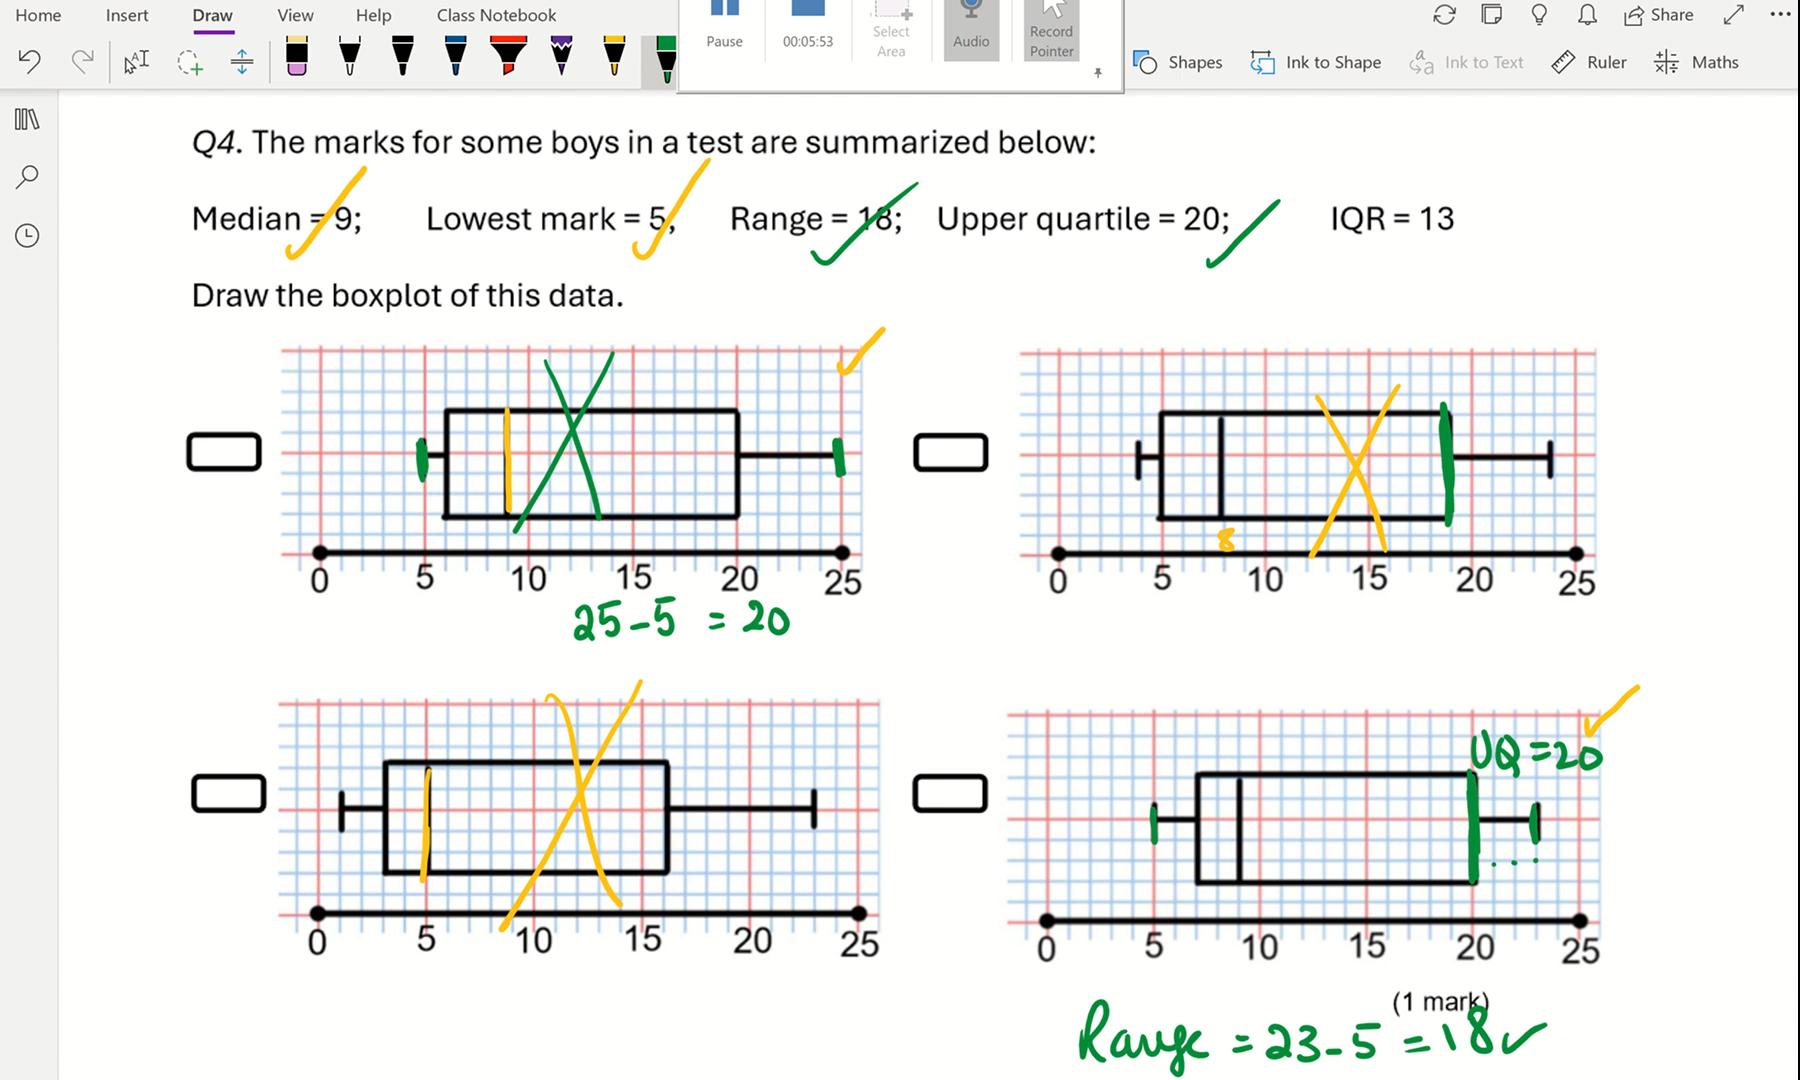 Home Insert Draw View Help Class Notebook
Share
Pause 00:05:53 Select Area Audio Record Pointer
Shapes Ink to Shape Ink to Text Ruler Maths
Q4. The marks for some boys in a test are summarized below:
Median = 9; Lowest mark = 5; Range = 18; Upper quartile = 20; IQR = 13
Draw the boxplot of this data.
8
0 5 10 15 20 25
0 5 10 15 20 25
25-5 = 20
UQ=20
0 5 10 15 20 25
0 5 10 15 20 25
(1 mark)
Range = 23-5 = 18